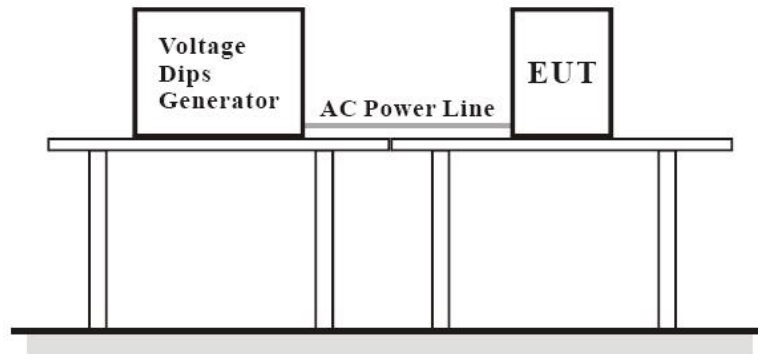 Voltage
Dips
Generator
AC Power Line
EUT